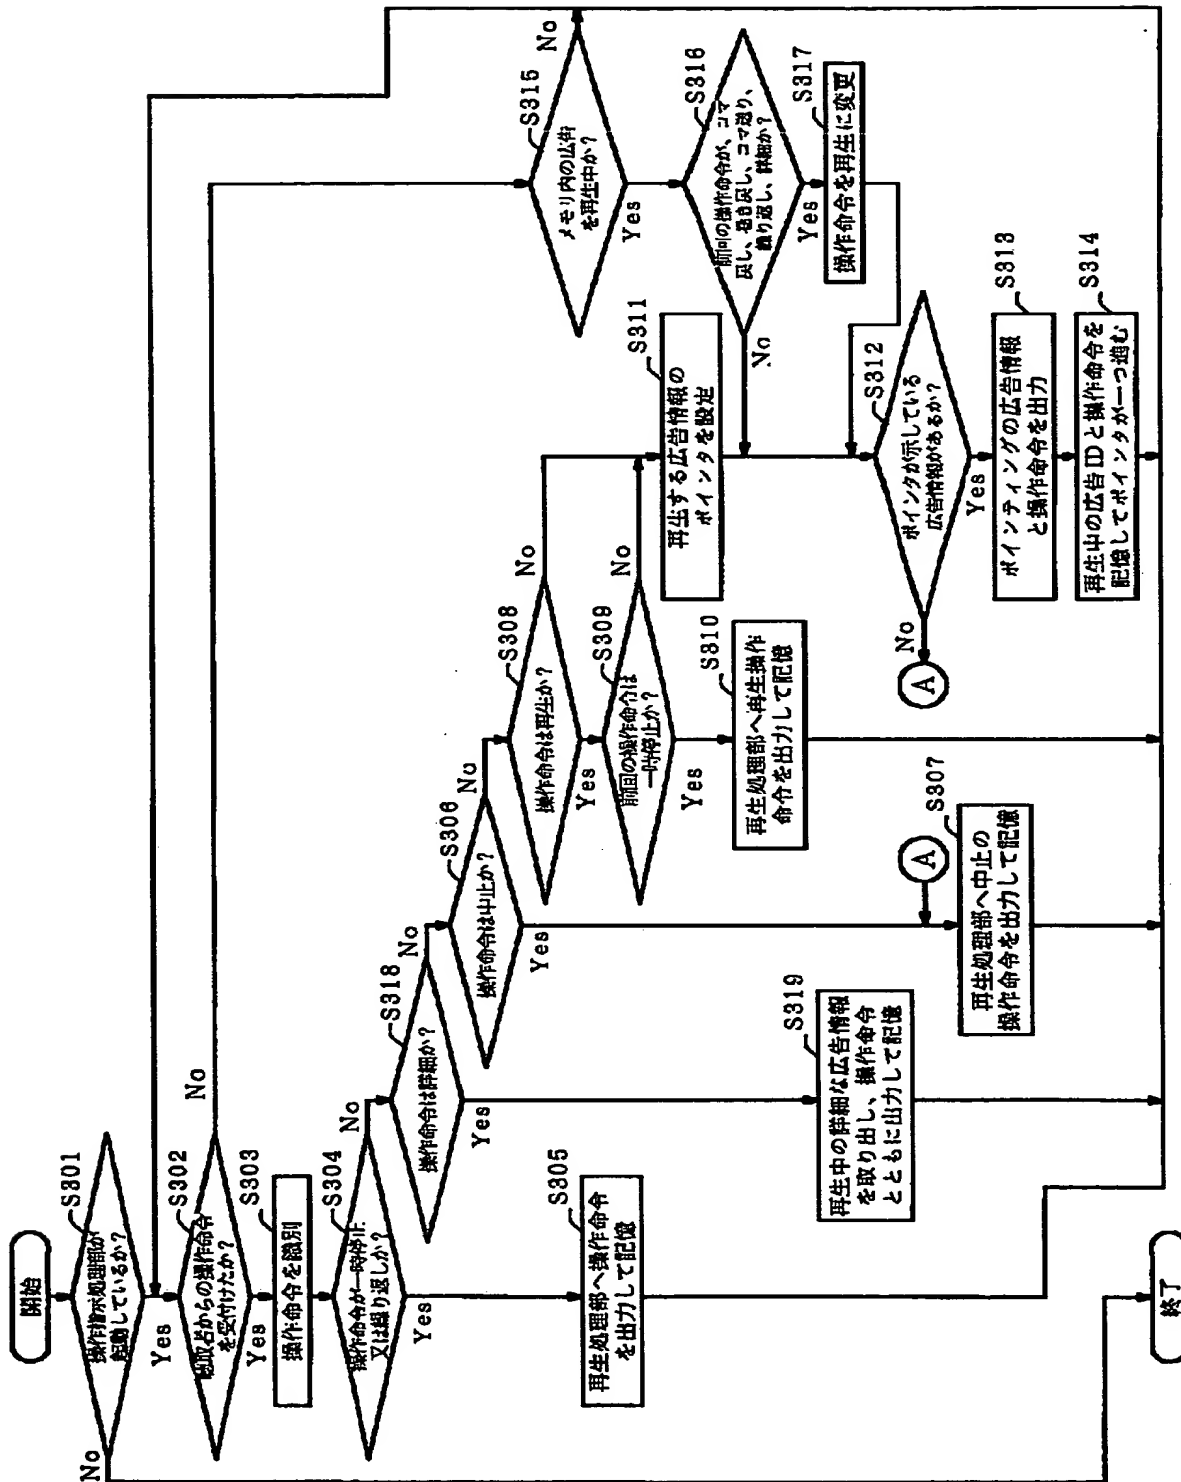 開始
S301
操作指示処理部が
起動しているか?
No
Yes
S302
聴取者からの操作命令
を受付けたか?
No
Yes
S303
操作命令を識別
S304
操作命令が一時停止
又は繰り返しか?
No
Yes
S305
再生処理部へ操作命令
を出力して記憶
S318
操作命令は詳細か?
No
Yes
S319
再生中の詳細な広告情報
を取り出し、操作命令
とともに出力して記憶
S306
操作命令は中止か?
No
Yes
A
S307
再生処理部へ中止の
操作命令を出力して記憶
S308
操作命令は再生か?
No
Yes
S309
前回の操作命令は
一時停止か?
No
Yes
S310
再生処理部へ再生操作
命令を出力して記憶
S311
再生する広告情報の
ポインタを設定
S312
ポインタが示している
広告情報があるか?
No
A
Yes
S313
ポインティングの広告情報
と操作命令を出力
S314
再生中の広告IDと操作命令を
記憶してポインタが一つ進む
S315
メモリ内の広告
を再生中か?
No
Yes
S316
前回の操作命令が、コマ
戻し、巻き戻し、コマ送り、
繰り返し、詳細か?
No
Yes
S317
操作命令を再生に変更
終了